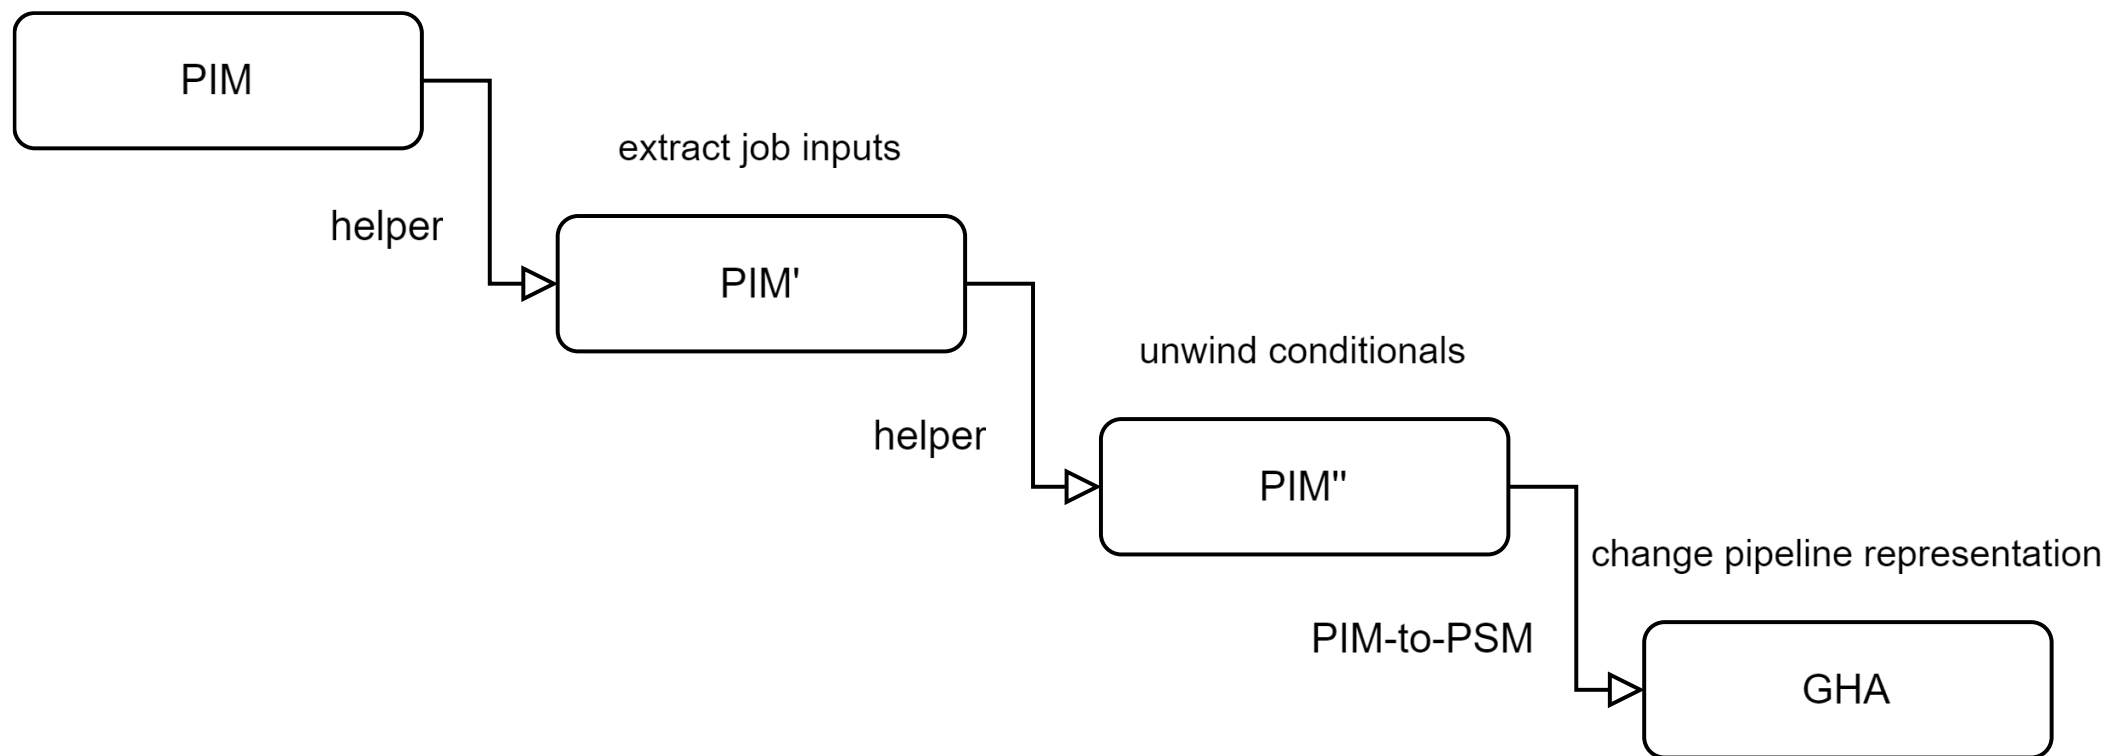 PIM
extract job inputs
helper
PIM'
unwind conditionals
helper
PIM"
change pipeline representation
PIM-to-PSM
GHA